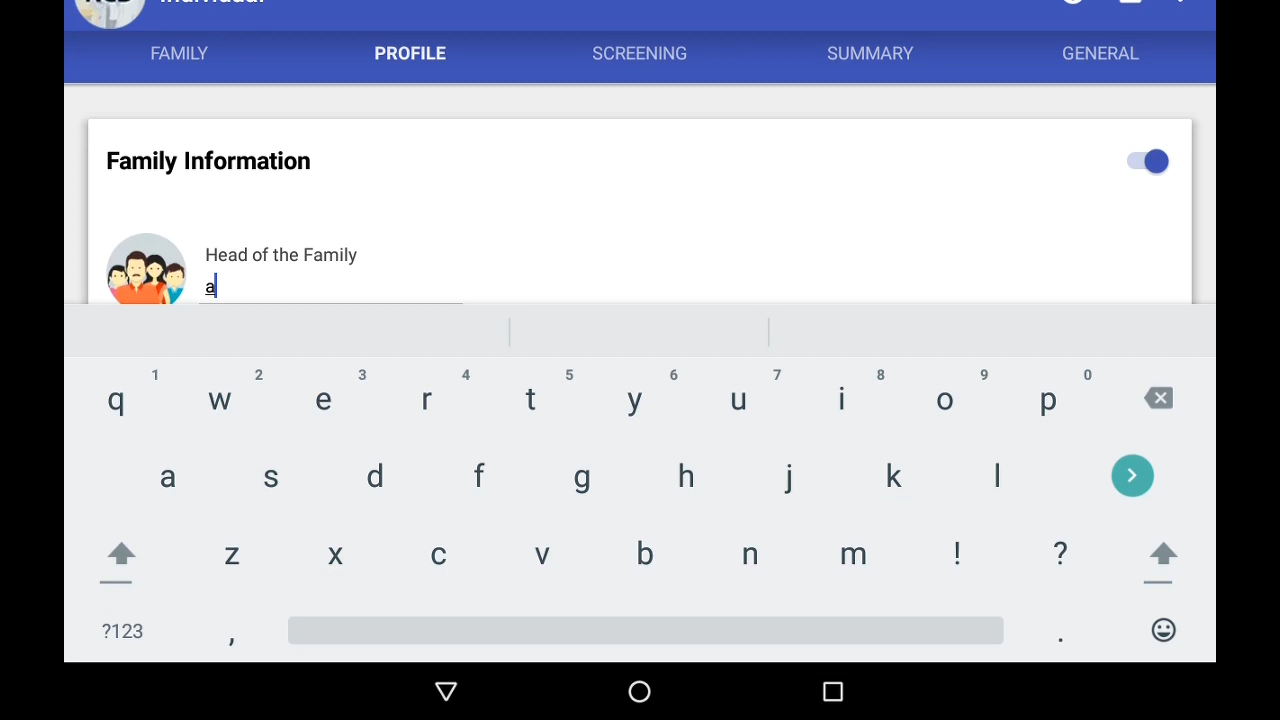 FAMILY PROFILE SCREENING SUMMARY GENERAL
Family Information
Head of the Family
a
1 2 3 4 5 6 7 8 9 0
q w e r t y u i o p
a s d f g h j k l
z x c v b n m ! ?
?123 , .